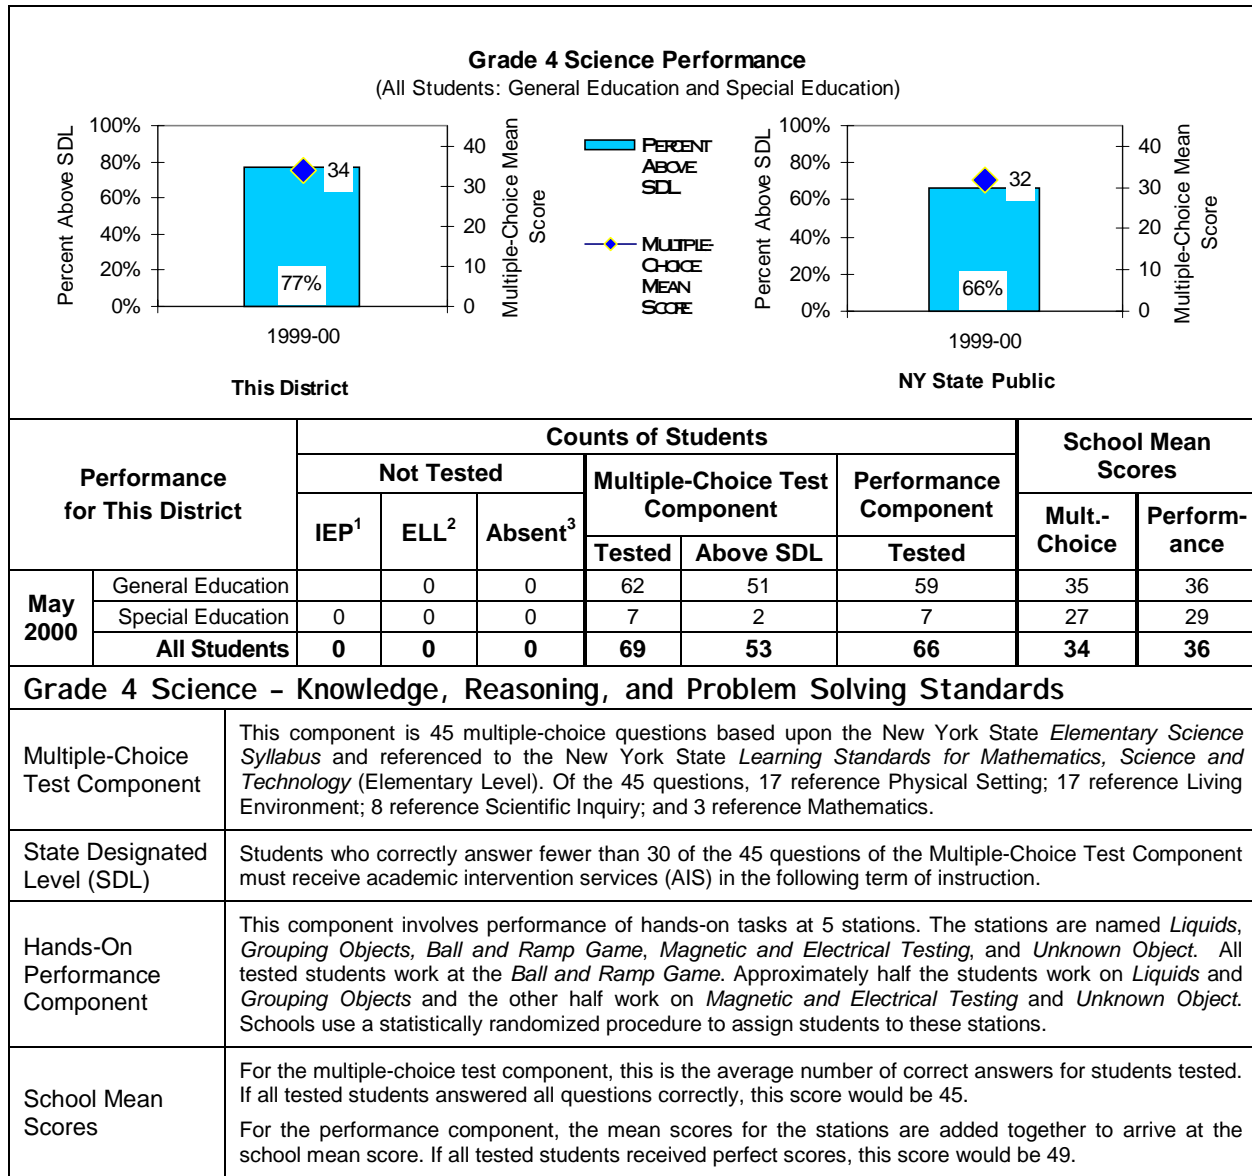 Grade 4 Science Performance
(All Students: General Education and Special Education)
Percent Above SDL
100%
80%
60%
40%
20%
0%
34
77%
1999-00
40
30
20
10
0
Multiple-Choice Mean Score
This District
PERCENT ABOVE SDL
MULTIPLE-CHOICE MEAN SCORE
Percent Above SDL
100%
80%
60%
40%
20%
0%
32
66%
1999-00
40
30
20
10
0
Multiple-Choice Mean Score
NY State Public
Performance for This District
Counts of Students
School Mean Scores
Not Tested
Multiple-Choice Test Component
Performance Component
Mult.-Choice
Perform-ance
IEP1 ELL2 Absent3
Tested Above SDL Tested
May 2000
General Education 0 0 62 51 59 35 36
Special Education 0 0 0 7 2 7 27 29
All Students 0 0 0 69 53 66 34 36
Grade 4 Science – Knowledge, Reasoning, and Problem Solving Standards
Multiple-Choice Test Component
This component is 45 multiple-choice questions based upon the New York State Elementary Science
Syllabus and referenced to the New York State Learning Standards for Mathematics, Science and
Technology (Elementary Level). Of the 45 questions, 17 reference Physical Setting; 17 reference Living
Environment; 8 reference Scientific Inquiry; and 3 reference Mathematics.
State Designated Level (SDL)
Students who correctly answer fewer than 30 of the 45 questions of the Multiple-Choice Test Component
must receive academic intervention services (AIS) in the following term of instruction.
Hands-On Performance Component
This component involves performance of hands-on tasks at 5 stations. The stations are named Liquids,
Grouping Objects, Ball and Ramp Game, Magnetic and Electrical Testing, and Unknown Object. All
tested students work at the Ball and Ramp Game. Approximately half the students work on Liquids and
Grouping Objects and the other half work on Magnetic and Electrical Testing and Unknown Object.
Schools use a statistically randomized procedure to assign students to these stations.
School Mean Scores
For the multiple-choice test component, this is the average number of correct answers for students tested.
If all tested students answered all questions correctly, this score would be 45.
For the performance component, the mean scores for the stations are added together to arrive at the
school mean score. If all tested students received perfect scores, this score would be 49.